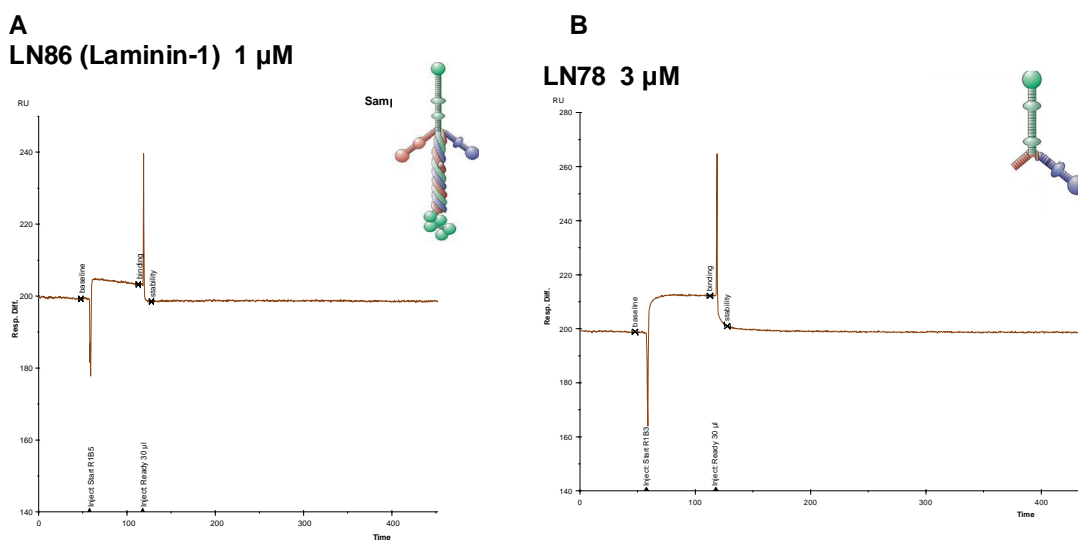 A
LN86 (Laminin-1) 1 µM
RU
Samp
240
220
200
180
160
140
Resp. Diff.
baseline
binding
stability
Inject Start R1B5
Inject Ready 30 µl
0
100
200
300
400
Time
B
LN78 3 µM
RU
280
260
240
220
200
180
160
140
Resp. Diff.
baseline
binding
stability
Inject:Start R1B3
Inject:Ready 30 µl
0
100
200
300
400
Time